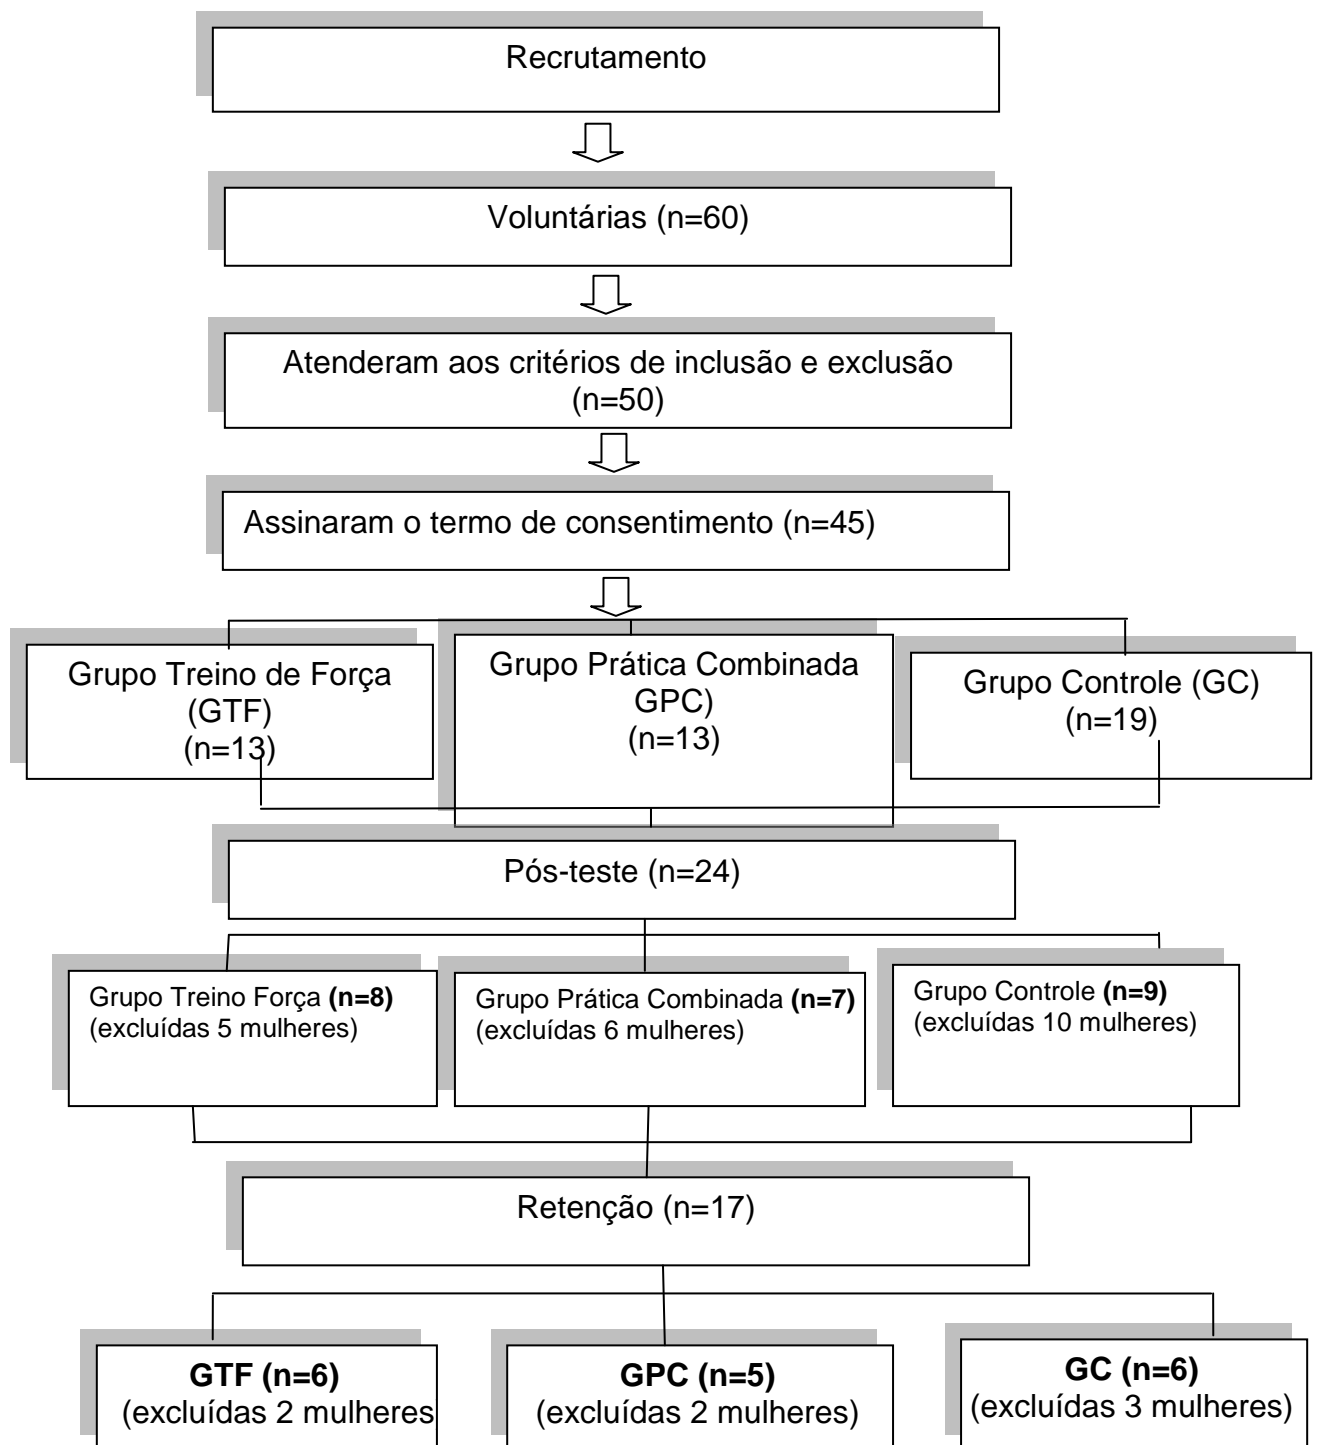 Recrutamento
Voluntárias (n=60)
Atenderam aos critérios de inclusão e exclusão
(n=50)
Assinaram o termo de consentimento (n=45)
Grupo Treino de Força
(GTF)
(n=13)
Grupo Prática Combinada
GPC)
(n=13)
Grupo Controle (GC)
(n=19)
Pós-teste (n=24)
Grupo Treino Força (n=8)
(excluídas 5 mulheres)
Grupo Prática Combinada (n=7)
(excluídas 6 mulheres)
Grupo Controle (n=9)
(excluídas 10 mulheres)
Retenção (n=17)
GTF (n=6)
(excluídas 2 mulheres
GPC (n=5)
(excluídas 2 mulheres)
GC (n=6)
(excluídas 3 mulheres)